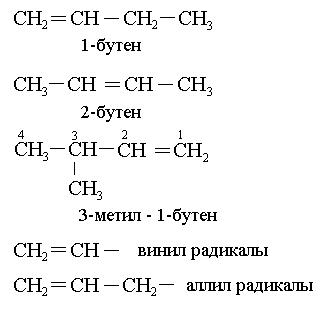 CH₂=CH—CH₂—CH₃
1-бутен
CH₃—CH=CH—CH₃
2-бутен
4 3 2 1
CH₃—CH—CH=CH₂
|
CH₃
3-метил - 1-бутен
CH₂=CH— винил радикалы
CH₂=CH—CH₂— аллил радикалы